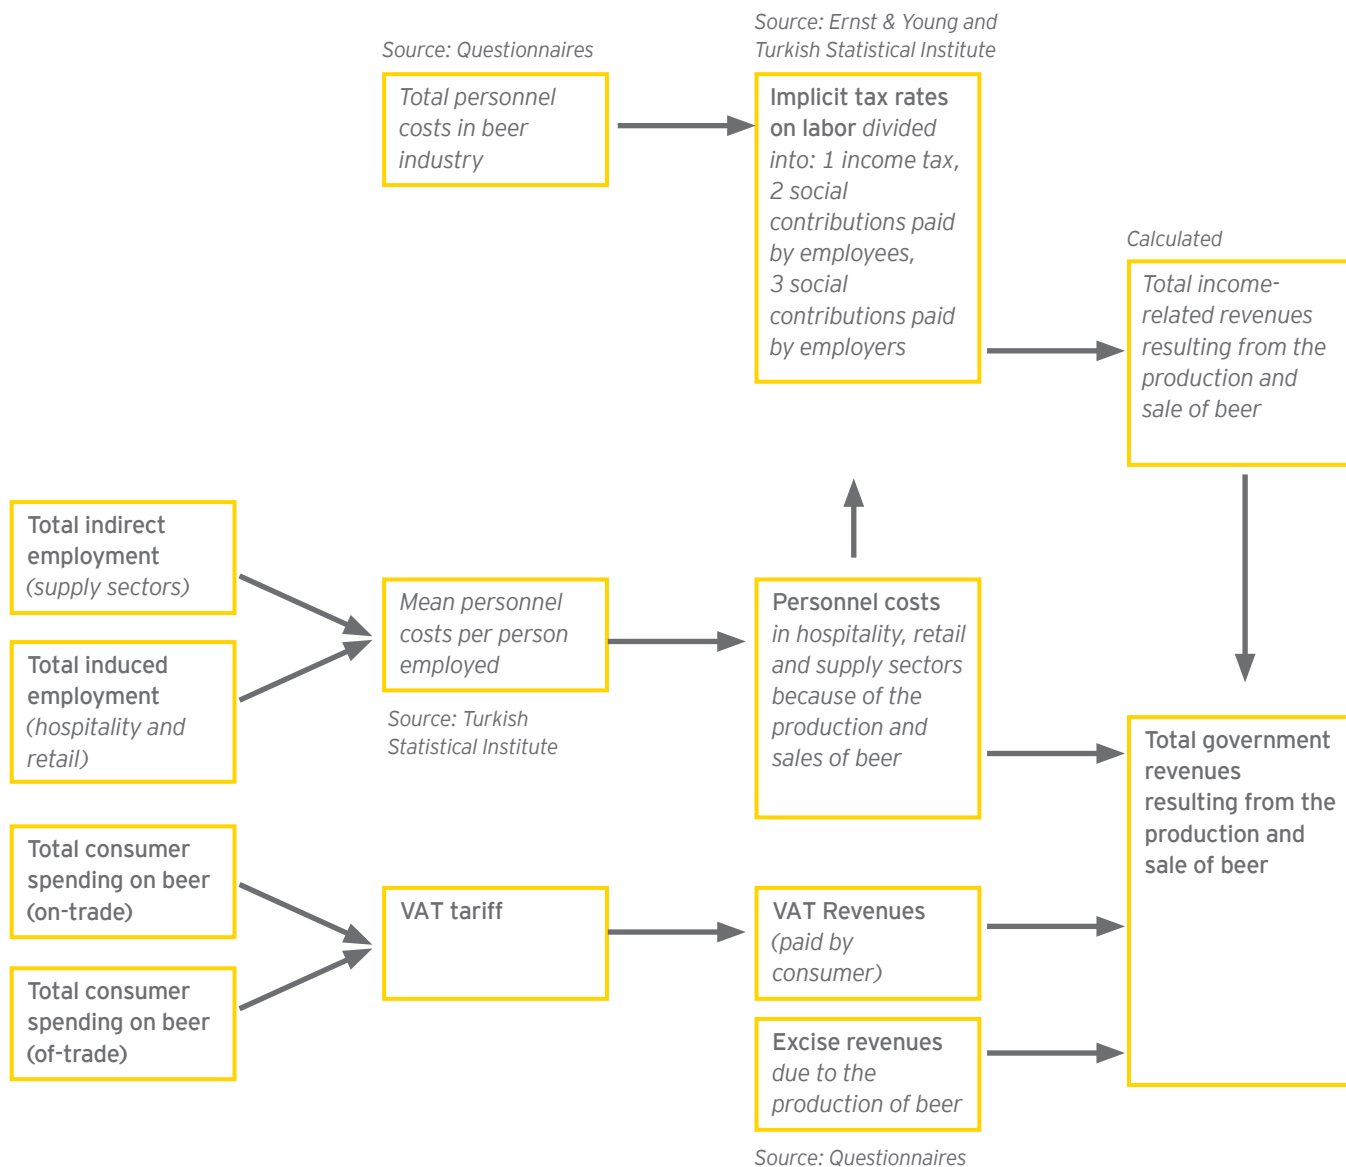 Source: Questionnaires
Total personnel
costs in beer
industry
Source: Ernst & Young and
Turkish Statistical Institute
Implicit tax rates
on labor divided
into: 1 income tax,
2 social
contributions paid
by employees,
3 social
contributions paid
by employers
Calculated
Total income-
related revenues
resulting from the
production and
sale of beer
Total indirect
employment
(supply sectors)
Total induced
employment
(hospitality and
retail)
Mean personnel
costs per person
employed
Source: Turkish
Statistical Institute
Personnel costs
in hospitality, retail
and supply sectors
because of the
production and
sales of beer
Total government
revenues
resulting from the
production and
sale of beer
Total consumer
spending on beer
(on-trade)
Total consumer
spending on beer
(of-trade)
VAT tariff
VAT Revenues
(paid by
consumer)
Excise revenues
due to the
production of beer
Source: Questionnaires